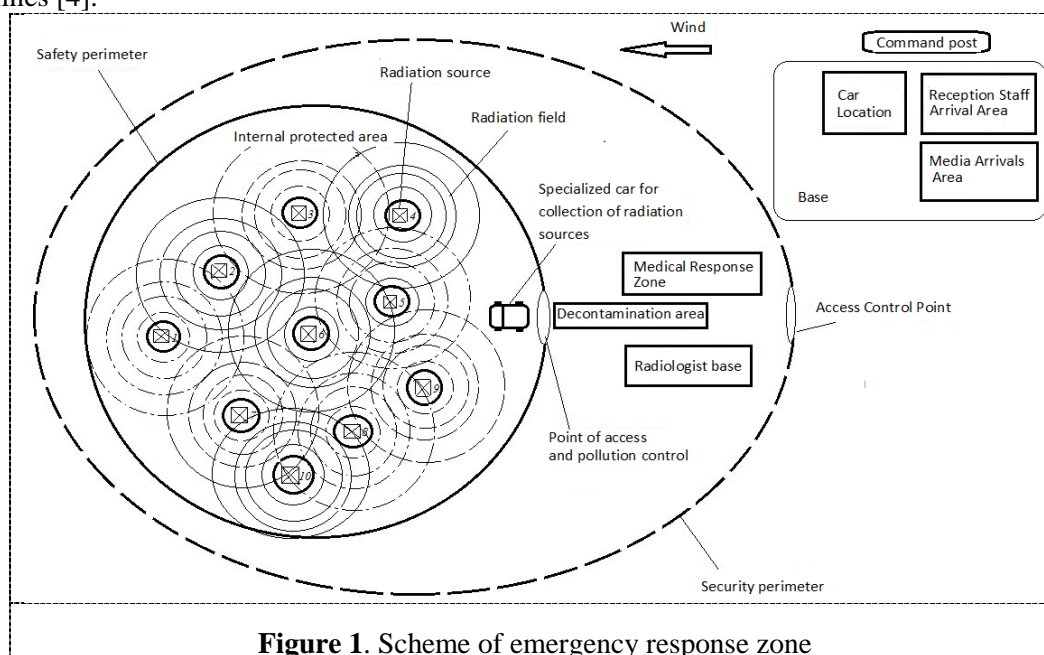 [4].
Wind
Command post
Safety perimeter
Radiation source
Car
Location
Reception Staff
Arrival Area
Radiation field
Internal protected area
Media Arrivals
Area
Specialized car for
collection of radiation
sources
Base
3
4
2
Medical Response
Zone
5
Decontamination area
Access Control Point
1
6
Radiologist base
9
7
8
Point of access
and pollution control
10
Security perimeter
Figure 1. Scheme of emergency response zone